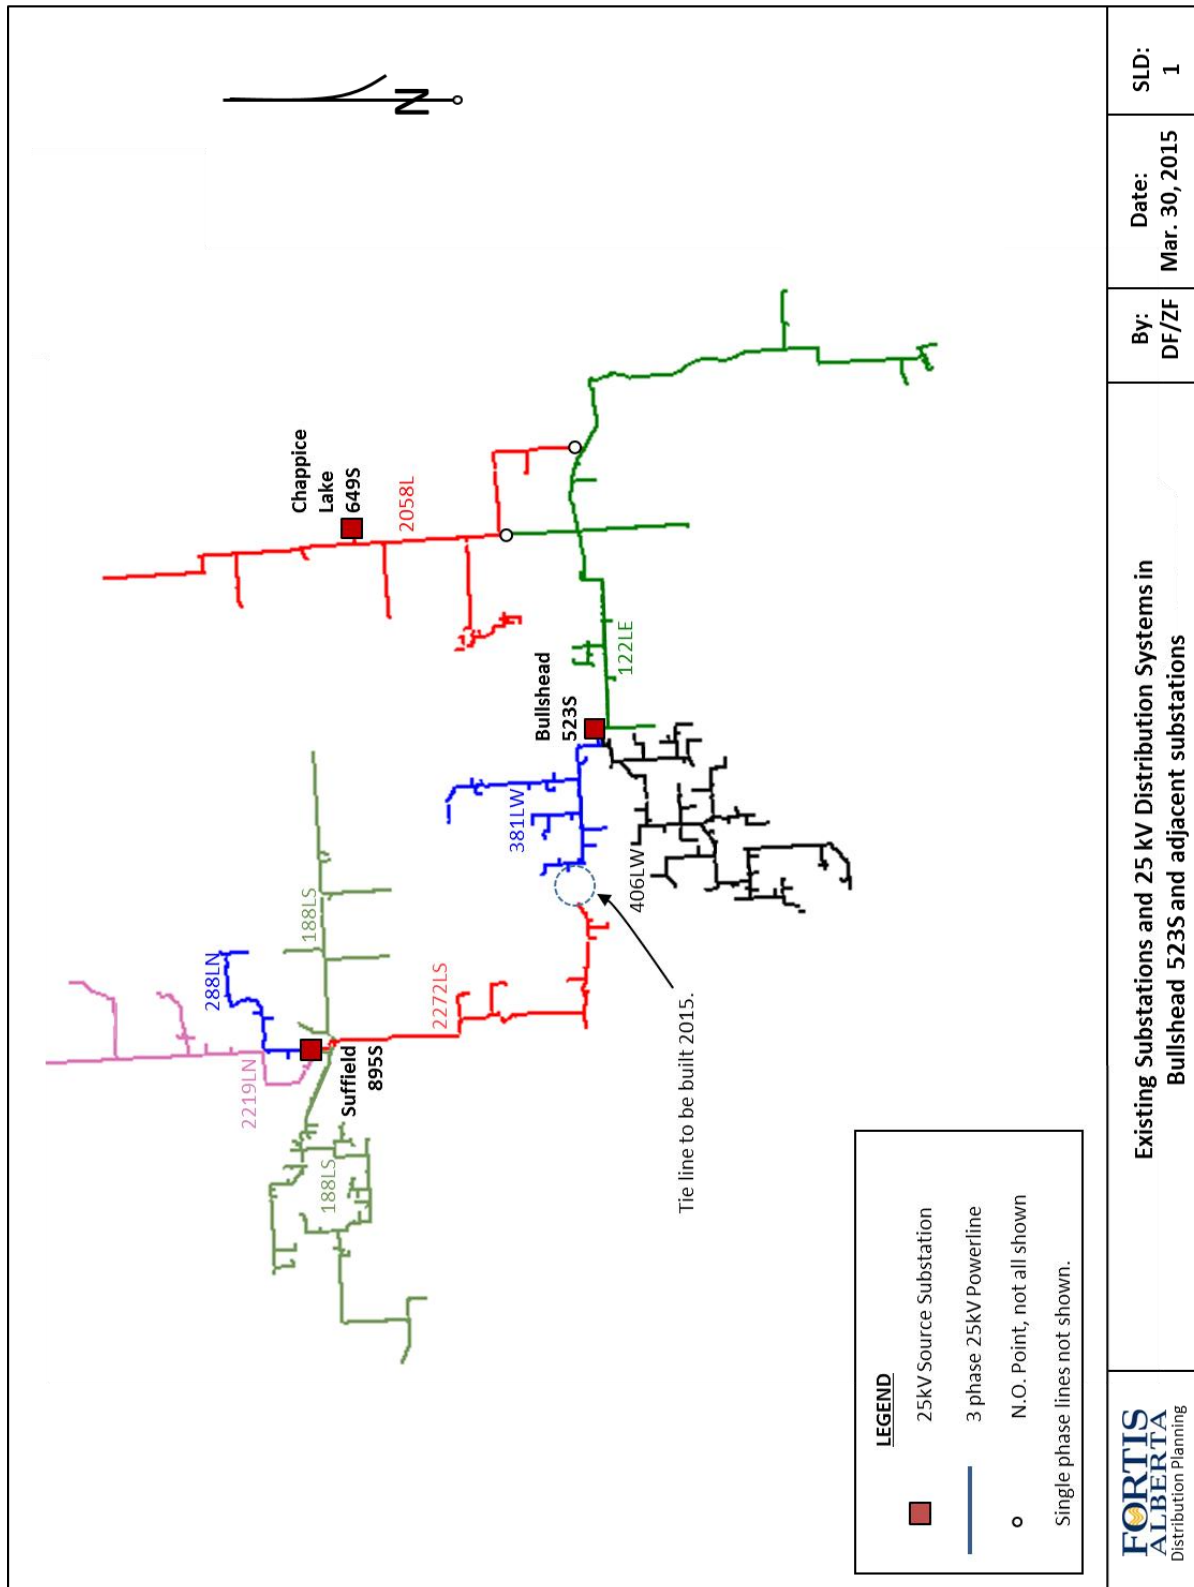 N
Chappice
Lake
649S
2058L
Bullshead
523S
122LE
381LW
406LW
188LS
288LN
2219LN
2272LS
Suffield
895S
188LS
Tie line to be built 2015.
LEGEND
25kV Source Substation
3 phase 25kV Powerline
N.O. Point, not all shown
Single phase lines not shown.
FORTIS
ALBERTA
Distribution Planning
Existing Substations and 25 kV Distribution Systems in
Bullshead 523S and adjacent substations
By:
DF/ZF
Date:
Mar. 30, 2015
SLD:
1